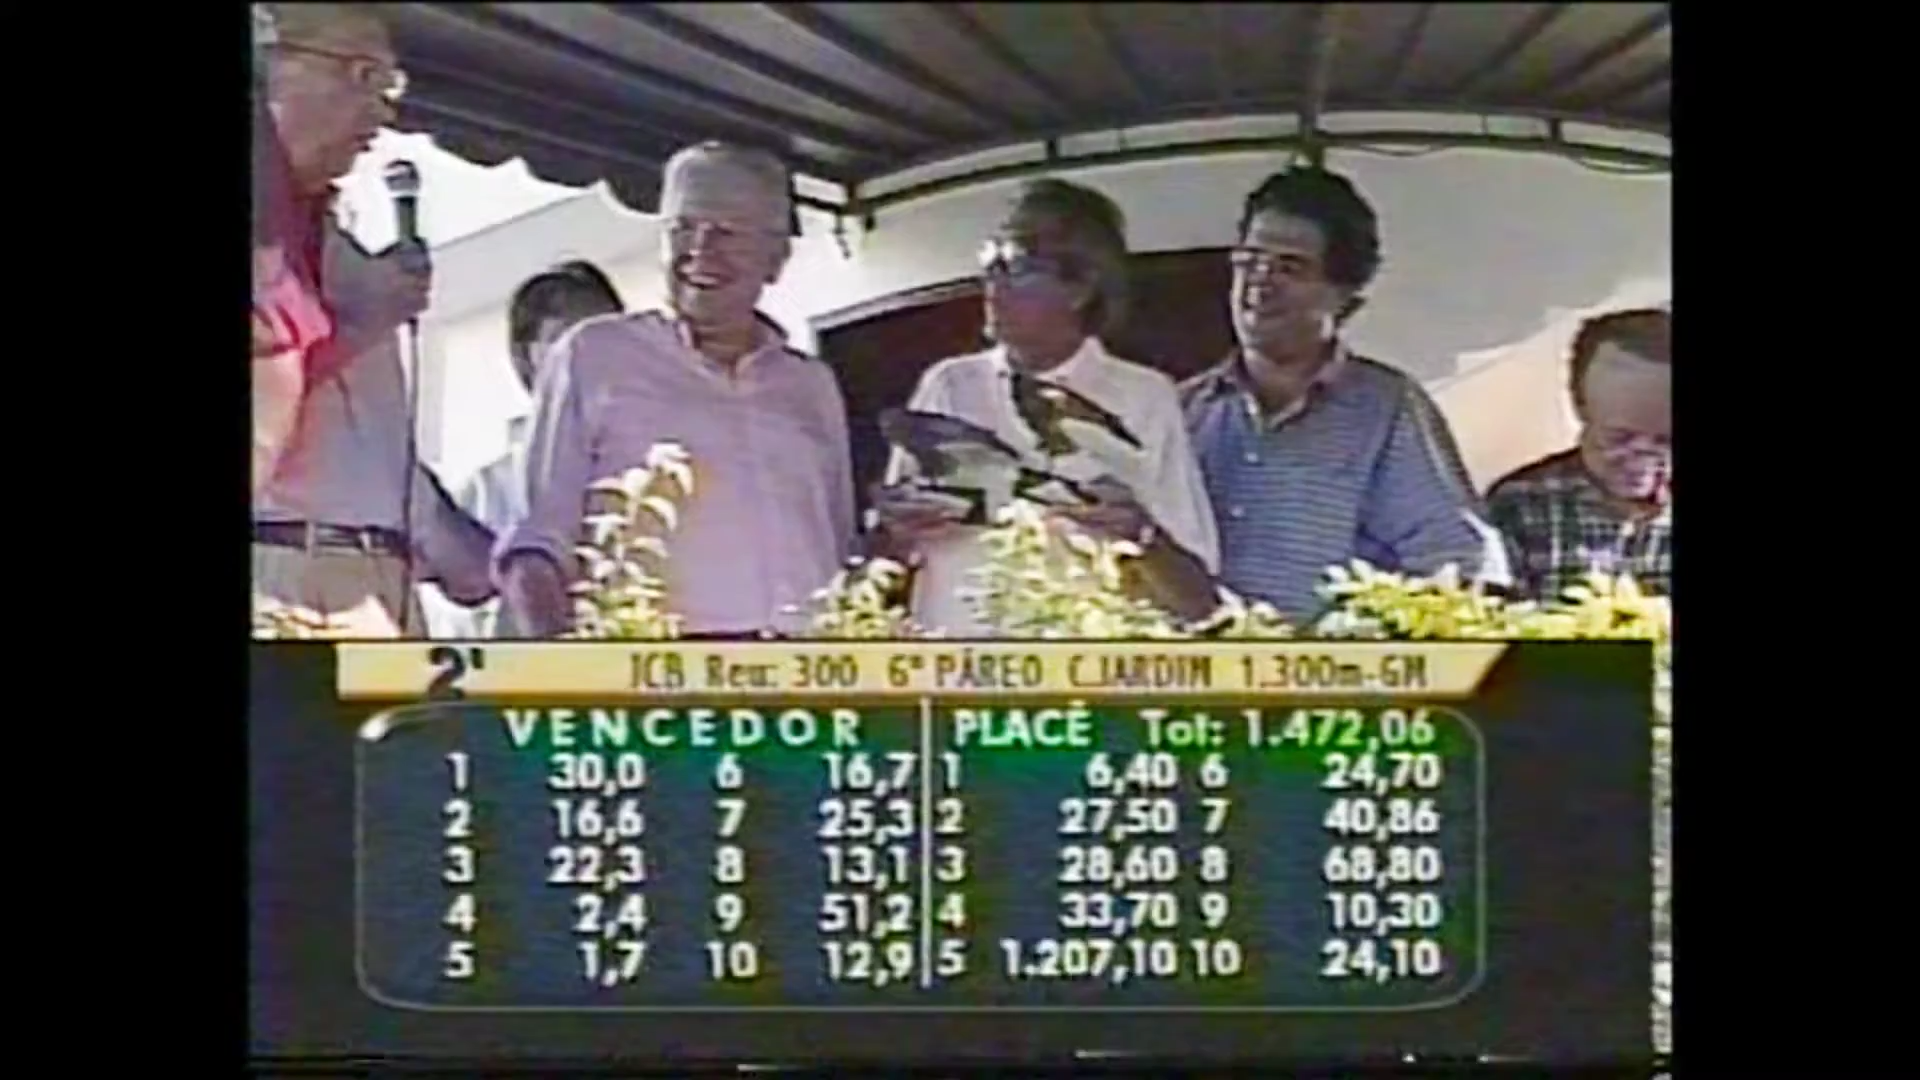 2'
JCB Reu: 300 6º PÁREO C.JARDIM 1.300m-GM
VENCEDOR PLACÊ Tot: 1.472,06
1 30,0 6 16,7 1 6,40 6 24,70
2 16,6 7 25,3 2 27,50 7 40,86
3 22,3 8 13,1 3 28,60 8 68,80
4 2,4 9 51,2 4 33,70 9 10,30
5 1,7 10 12,9 5 1.207,10 10 24,10